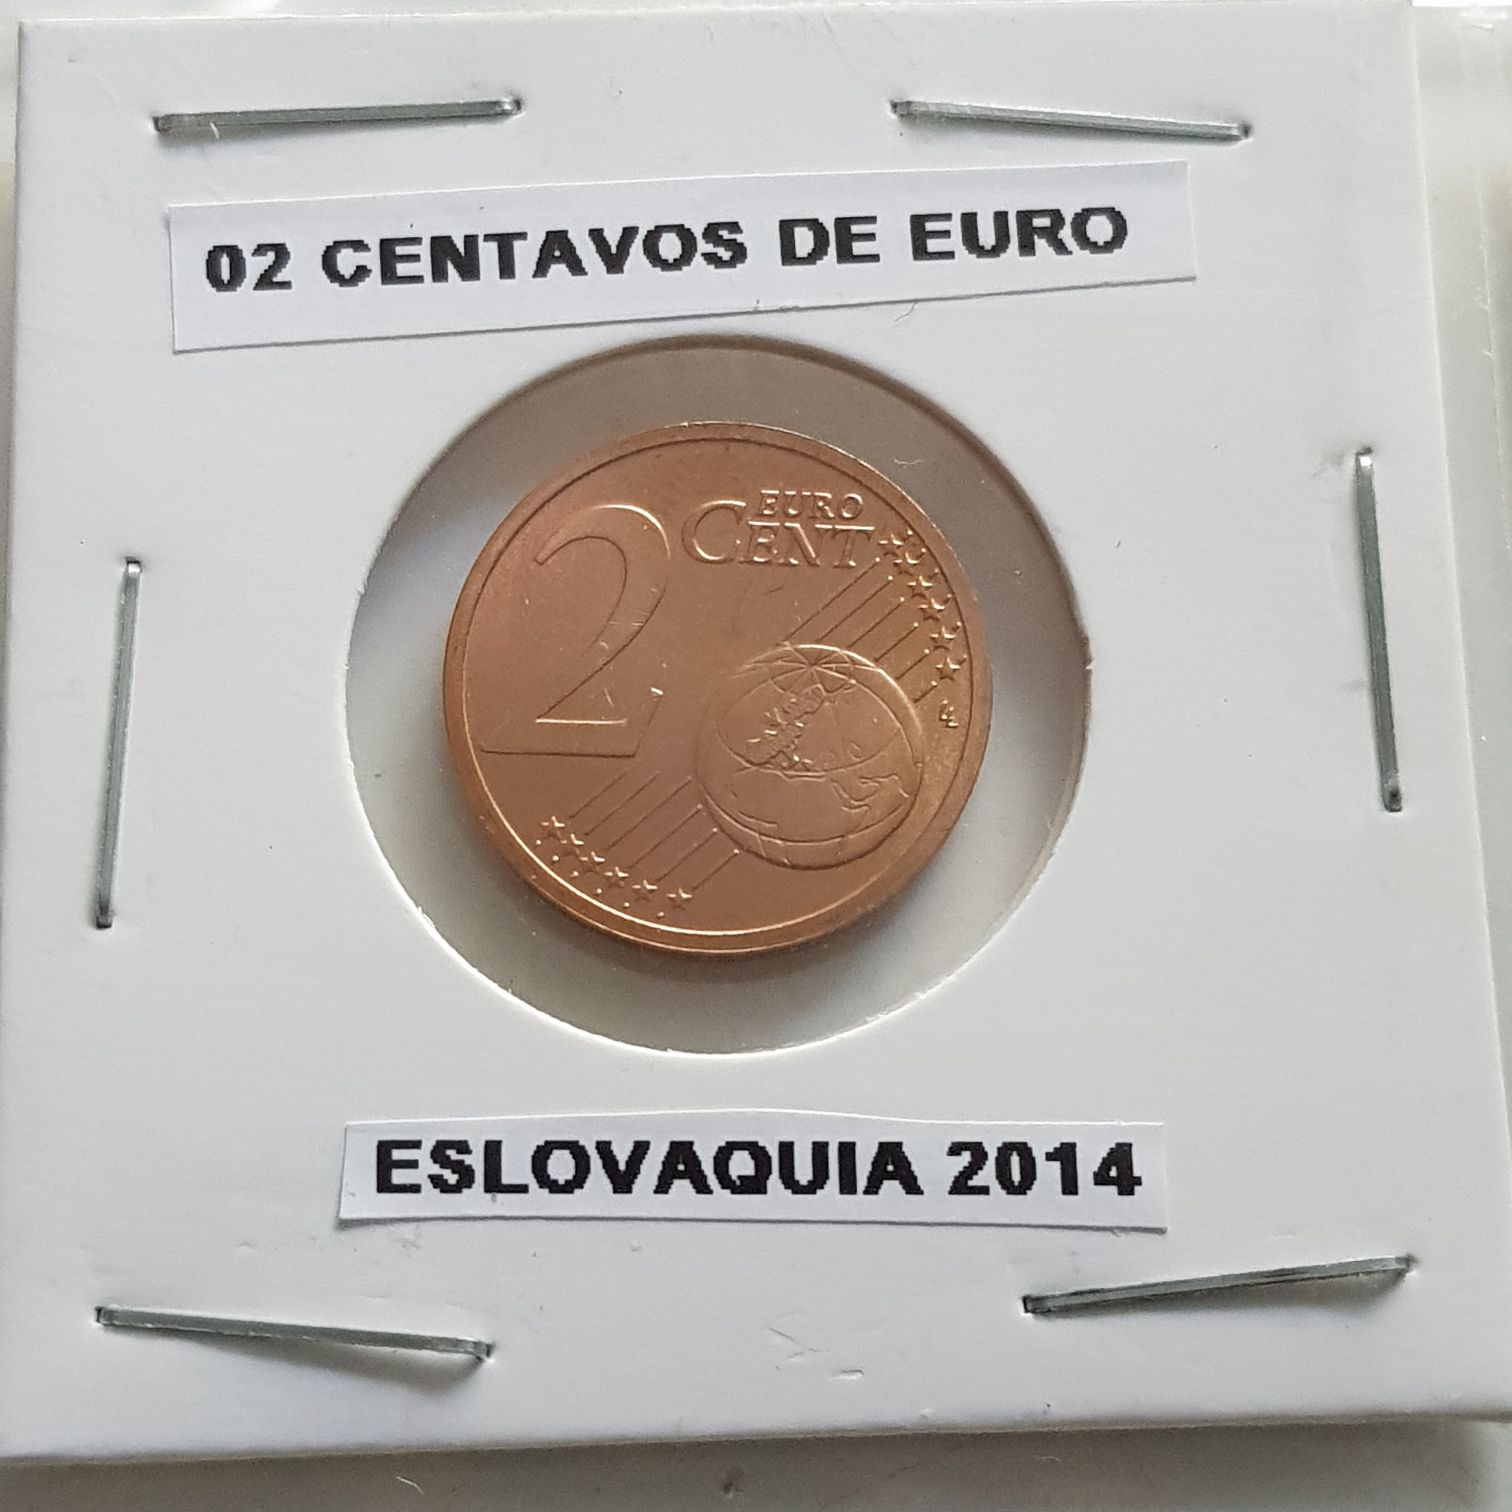 02 CENTAVOS DE EURO
2 EURO
CENT
ESLOVAQUIA 2014